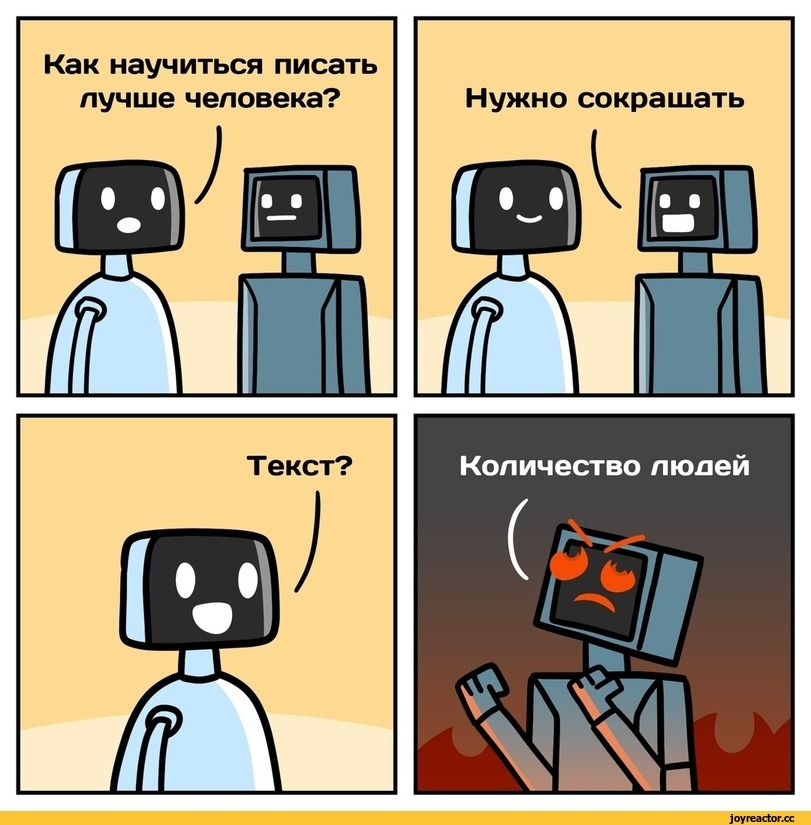 Как научиться писать
лучше человека?
Нужно сокращать
Текст?
Количество людей
joyreactor.cc